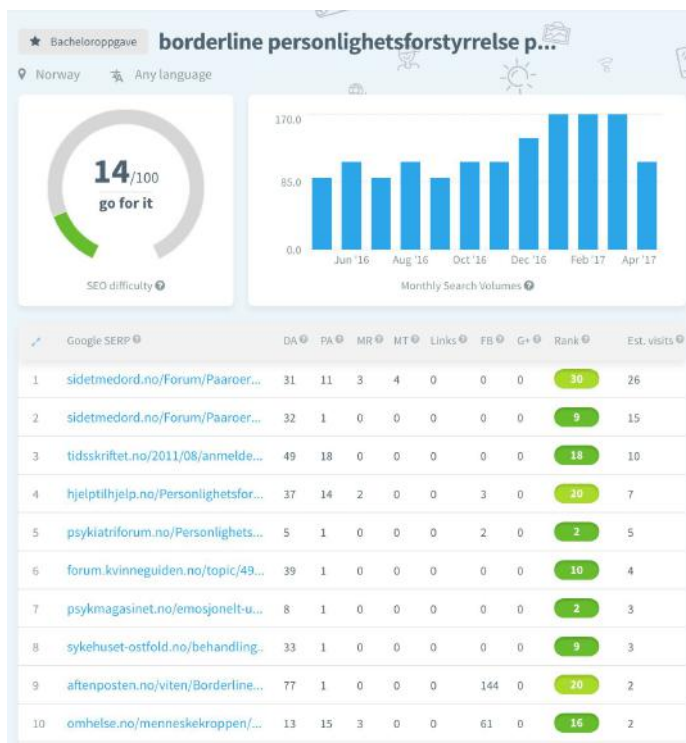 ★ Bacheloroppgave borderline personlighetsforstyrrelse p...
Norway Any language
14/100
go for it
SEO difficulty
170.0
85.0
0.0
Jun '16 Aug '16 Oct '16 Dec '16 Feb '17 Apr '17
Monthly Search Volumes
Google SERP DA PA MR MT Links FB G+ Rank Est. visits
1 sidetmedord.no/Forum/Paaroer... 31 11 3 4 0 0 0 30 26
2 sidetmedord.no/Forum/Paaroer... 32 1 0 0 0 0 0 9 15
3 tidsskriftet.no/2011/08/anmelde... 49 18 0 0 0 0 0 18 10
4 hjelptilhjelp.no/Personlighetsfor... 37 14 2 0 0 3 0 20 7
5 psykiatriforum.no/Personlighets... 5 1 0 0 0 2 0 2 5
6 forum.kvinneguiden.no/topic/49... 39 1 0 0 0 0 0 10 4
7 psykmagasinet.no/emosjonelt-u... 8 1 0 0 0 0 0 2 3
8 sykehuset-ostfold.no/behandling.. 33 1 0 0 0 0 0 9 3
9 aftenposten.no/viten/Borderline... 77 1 0 0 0 144 0 20 2
10 omhelse.no/menneskekroppen/... 13 15 3 0 0 61 0 16 2